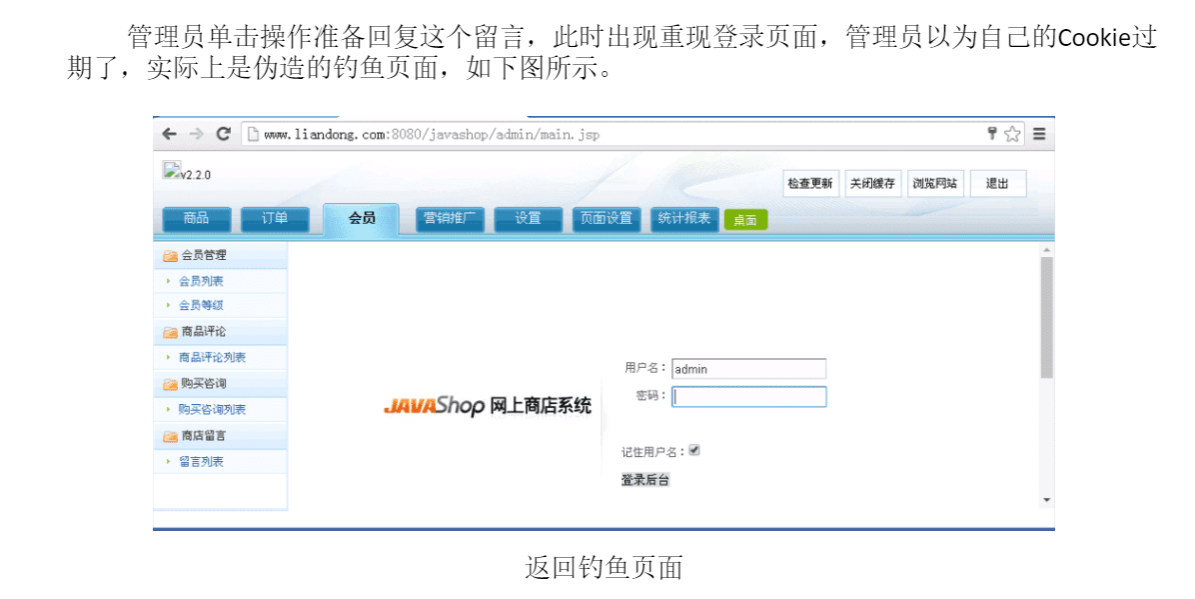 管理员单击操作准备回复这个留言，此时出现重现登录页面，管理员以为自己的Cookie过
期了，实际上是伪造的钓鱼页面，如下图所示。
www.liandong.com:8080/javashop/admin/main.jsp
v2.2.0
检查更新 关闭缓存 浏览网站 退出
商品 订单 会员 营销推广 设置 页面设置 统计报表 桌面
会员管理
会员列表
会员等级
商品评论
商品评论列表
购买咨询
购买咨询列表
商店留言
留言列表
JAVAShop 网上商店系统
用户名：admin
密码：
记住用户名：
登录后台
返回钓鱼页面